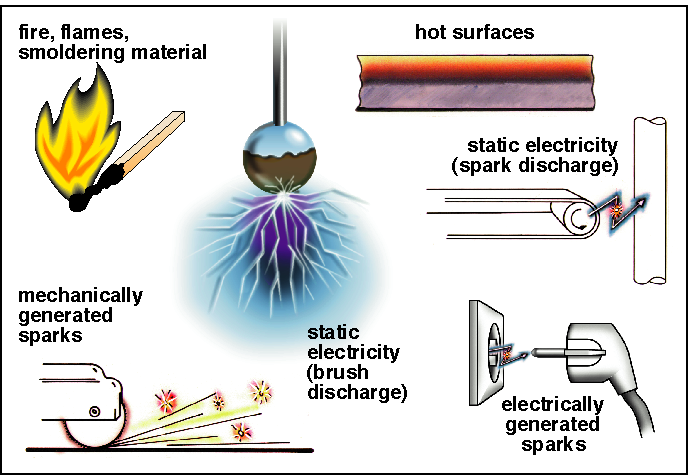 fire, flames,
smoldering material
hot surfaces
static electricity
(spark discharge)
mechanically
generated
sparks
static
electricity
(brush
discharge)
electrically
generated
sparks